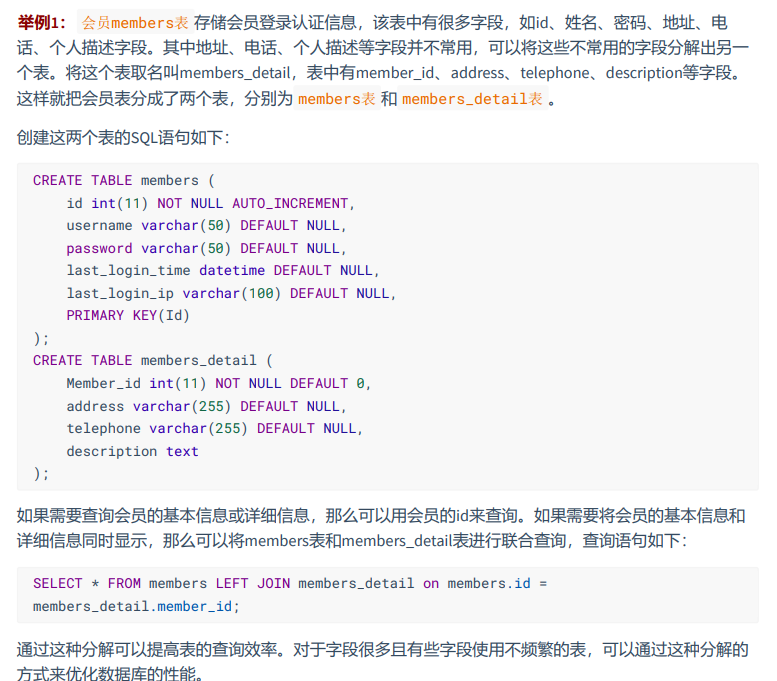 举例1： 会员members表 存储会员登录认证信息，该表中有很多字段，如id、姓名、密码、地址、电
话、个人描述字段。其中地址、电话、个人描述等字段并不常用，可以将这些不常用的字段分解出另一
个表。将这个表取名叫members_detail，表中有member_id、address、telephone、description等字段。
这样就把会员表分成了两个表，分别为 members表 和 members_detail表 。
创建这两个表的SQL语句如下：
CREATE TABLE members (
    id int(11) NOT NULL AUTO_INCREMENT,
    username varchar(50) DEFAULT NULL,
    password varchar(50) DEFAULT NULL,
    last_login_time datetime DEFAULT NULL,
    last_login_ip varchar(100) DEFAULT NULL,
    PRIMARY KEY(Id)
);
CREATE TABLE members_detail (
    Member_id int(11) NOT NULL DEFAULT 0,
    address varchar(255) DEFAULT NULL,
    telephone varchar(255) DEFAULT NULL,
    description text
);
如果需要查询会员的基本信息或详细信息，那么可以用会员的id来查询。如果需要将会员的基本信息和
详细信息同时显示，那么可以将members表和members_detail表进行联合查询，查询语句如下：
SELECT * FROM members LEFT JOIN members_detail on members.id =
members_detail.member_id;
通过这种分解可以提高表的查询效率。对于字段很多且有些字段使用不频繁的表，可以通过这种分解的
方式来优化数据库的性能。